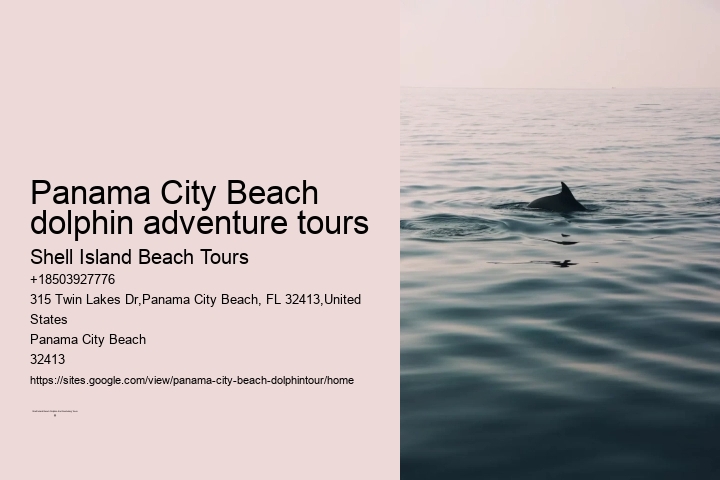 Panama City Beach
dolphin adventure tours
Shell Island Beach Tours
+18503927776
315 Twin Lakes Dr,Panama City Beach, FL 32413,United
States
Panama City Beach
32413
https://sites.google.com/view/panama-city-beach-dolphintour/home